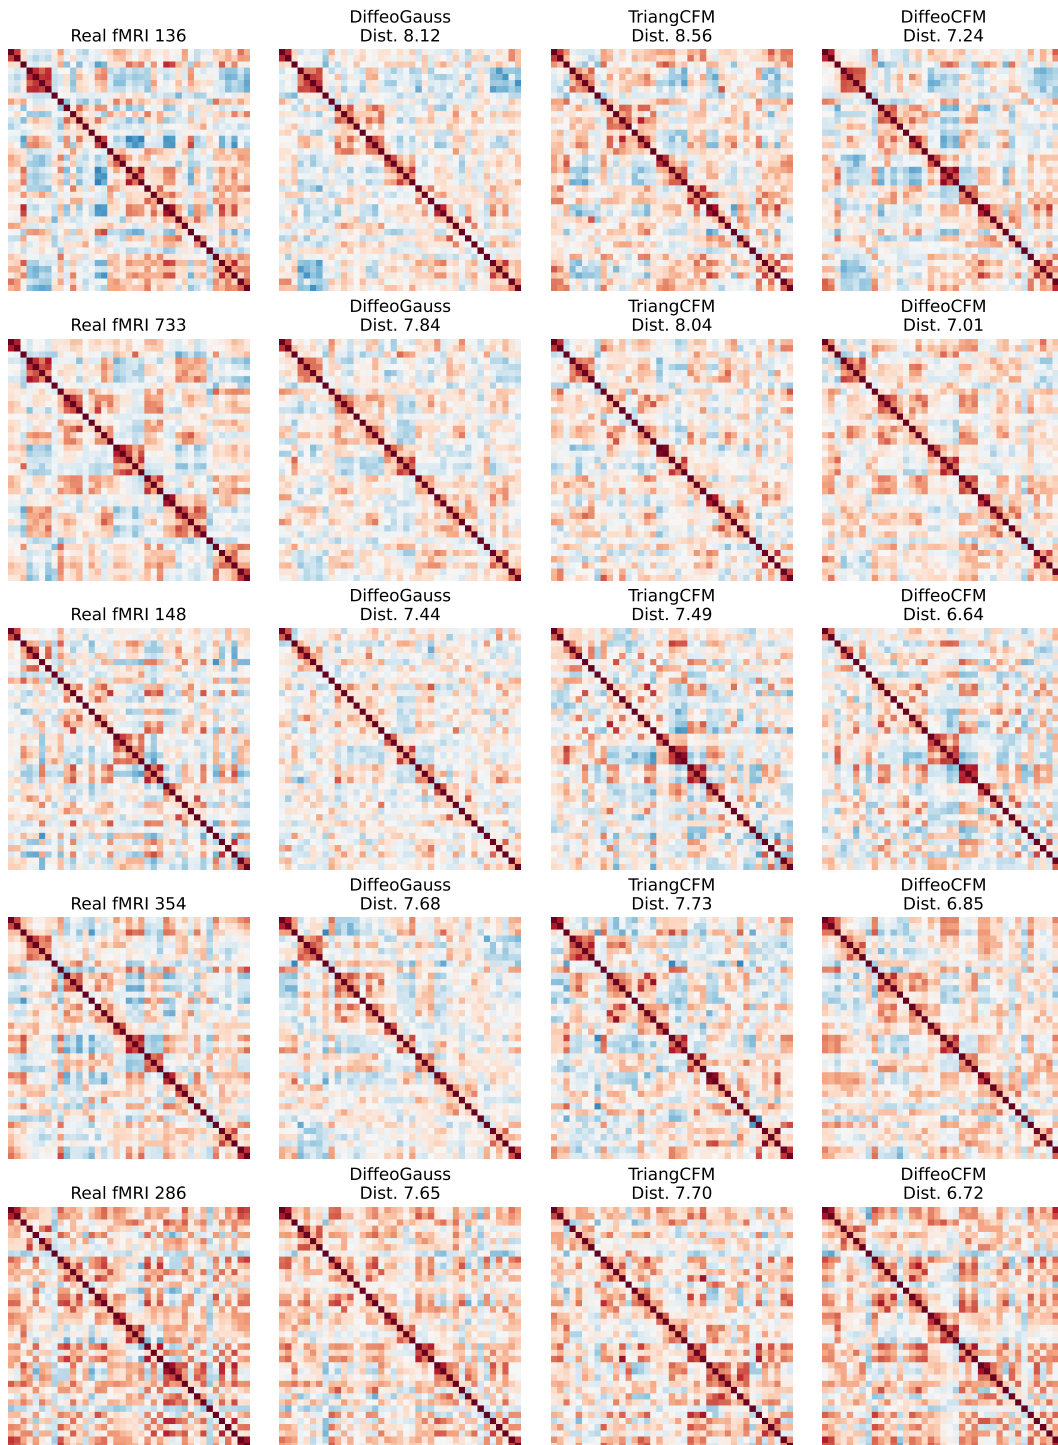 Real fMRI 136
DiffeoGauss
Dist. 8.12
TriangCFM
Dist. 8.56
DiffeoCFM
Dist. 7.24
Real fMRI 733
DiffeoGauss
Dist. 7.84
TriangCFM
Dist. 8.04
DiffeoCFM
Dist. 7.01
Real fMRI 148
DiffeoGauss
Dist. 7.44
TriangCFM
Dist. 7.49
DiffeoCFM
Dist. 6.64
Real fMRI 354
DiffeoGauss
Dist. 7.68
TriangCFM
Dist. 7.73
DiffeoCFM
Dist. 6.85
Real fMRI 286
DiffeoGauss
Dist. 7.65
TriangCFM
Dist. 7.70
DiffeoCFM
Dist. 6.72